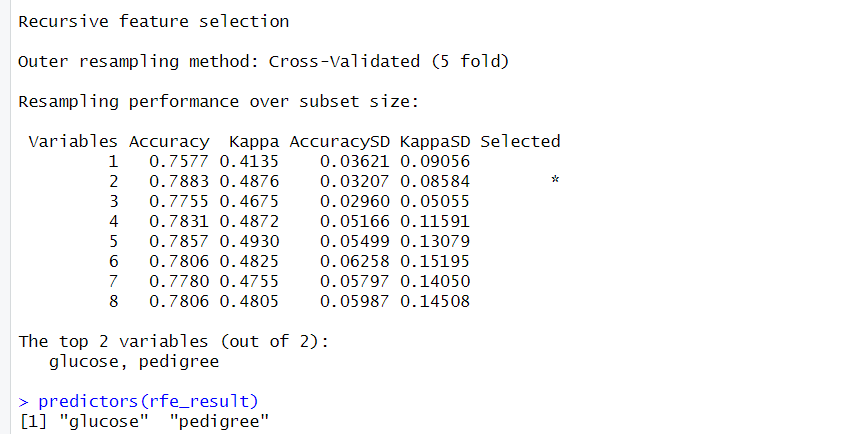 Recursive feature selection
Outer resampling method: Cross-Validated (5 fold)
Resampling performance over subset size:
Variables Accuracy Kappa AccuracySD KappaSD Selected
1 0.7577 0.4135 0.03621 0.09056
2 0.7883 0.4876 0.03207 0.08584 *
3 0.7755 0.4675 0.02960 0.05055
4 0.7831 0.4872 0.05166 0.11591
5 0.7857 0.4930 0.05499 0.13079
6 0.7806 0.4825 0.06258 0.15195
7 0.7780 0.4755 0.05797 0.14050
8 0.7806 0.4805 0.05987 0.14508
The top 2 variables (out of 2):
glucose, pedigree
> predictors(rfe_result)
[1] "glucose" "pedigree"